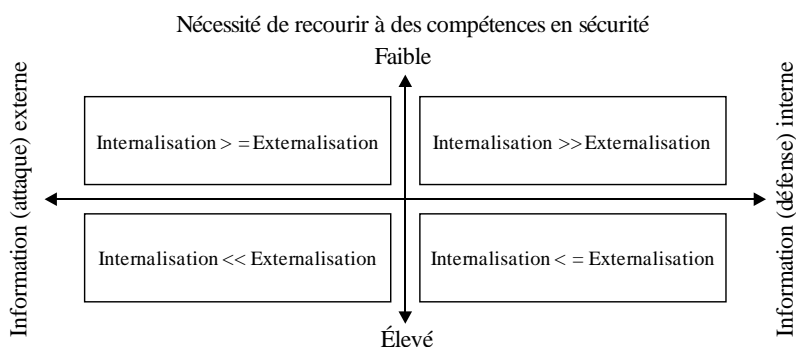 Nécessité de recourir à des compétences en sécurité
Faible
Information (attaque) externe
Internalisation > = Externalisation
Internalisation >> Externalisation
Information (défense) interne
Internalisation << Externalisation
Internalisation < = Externalisation
Élevé